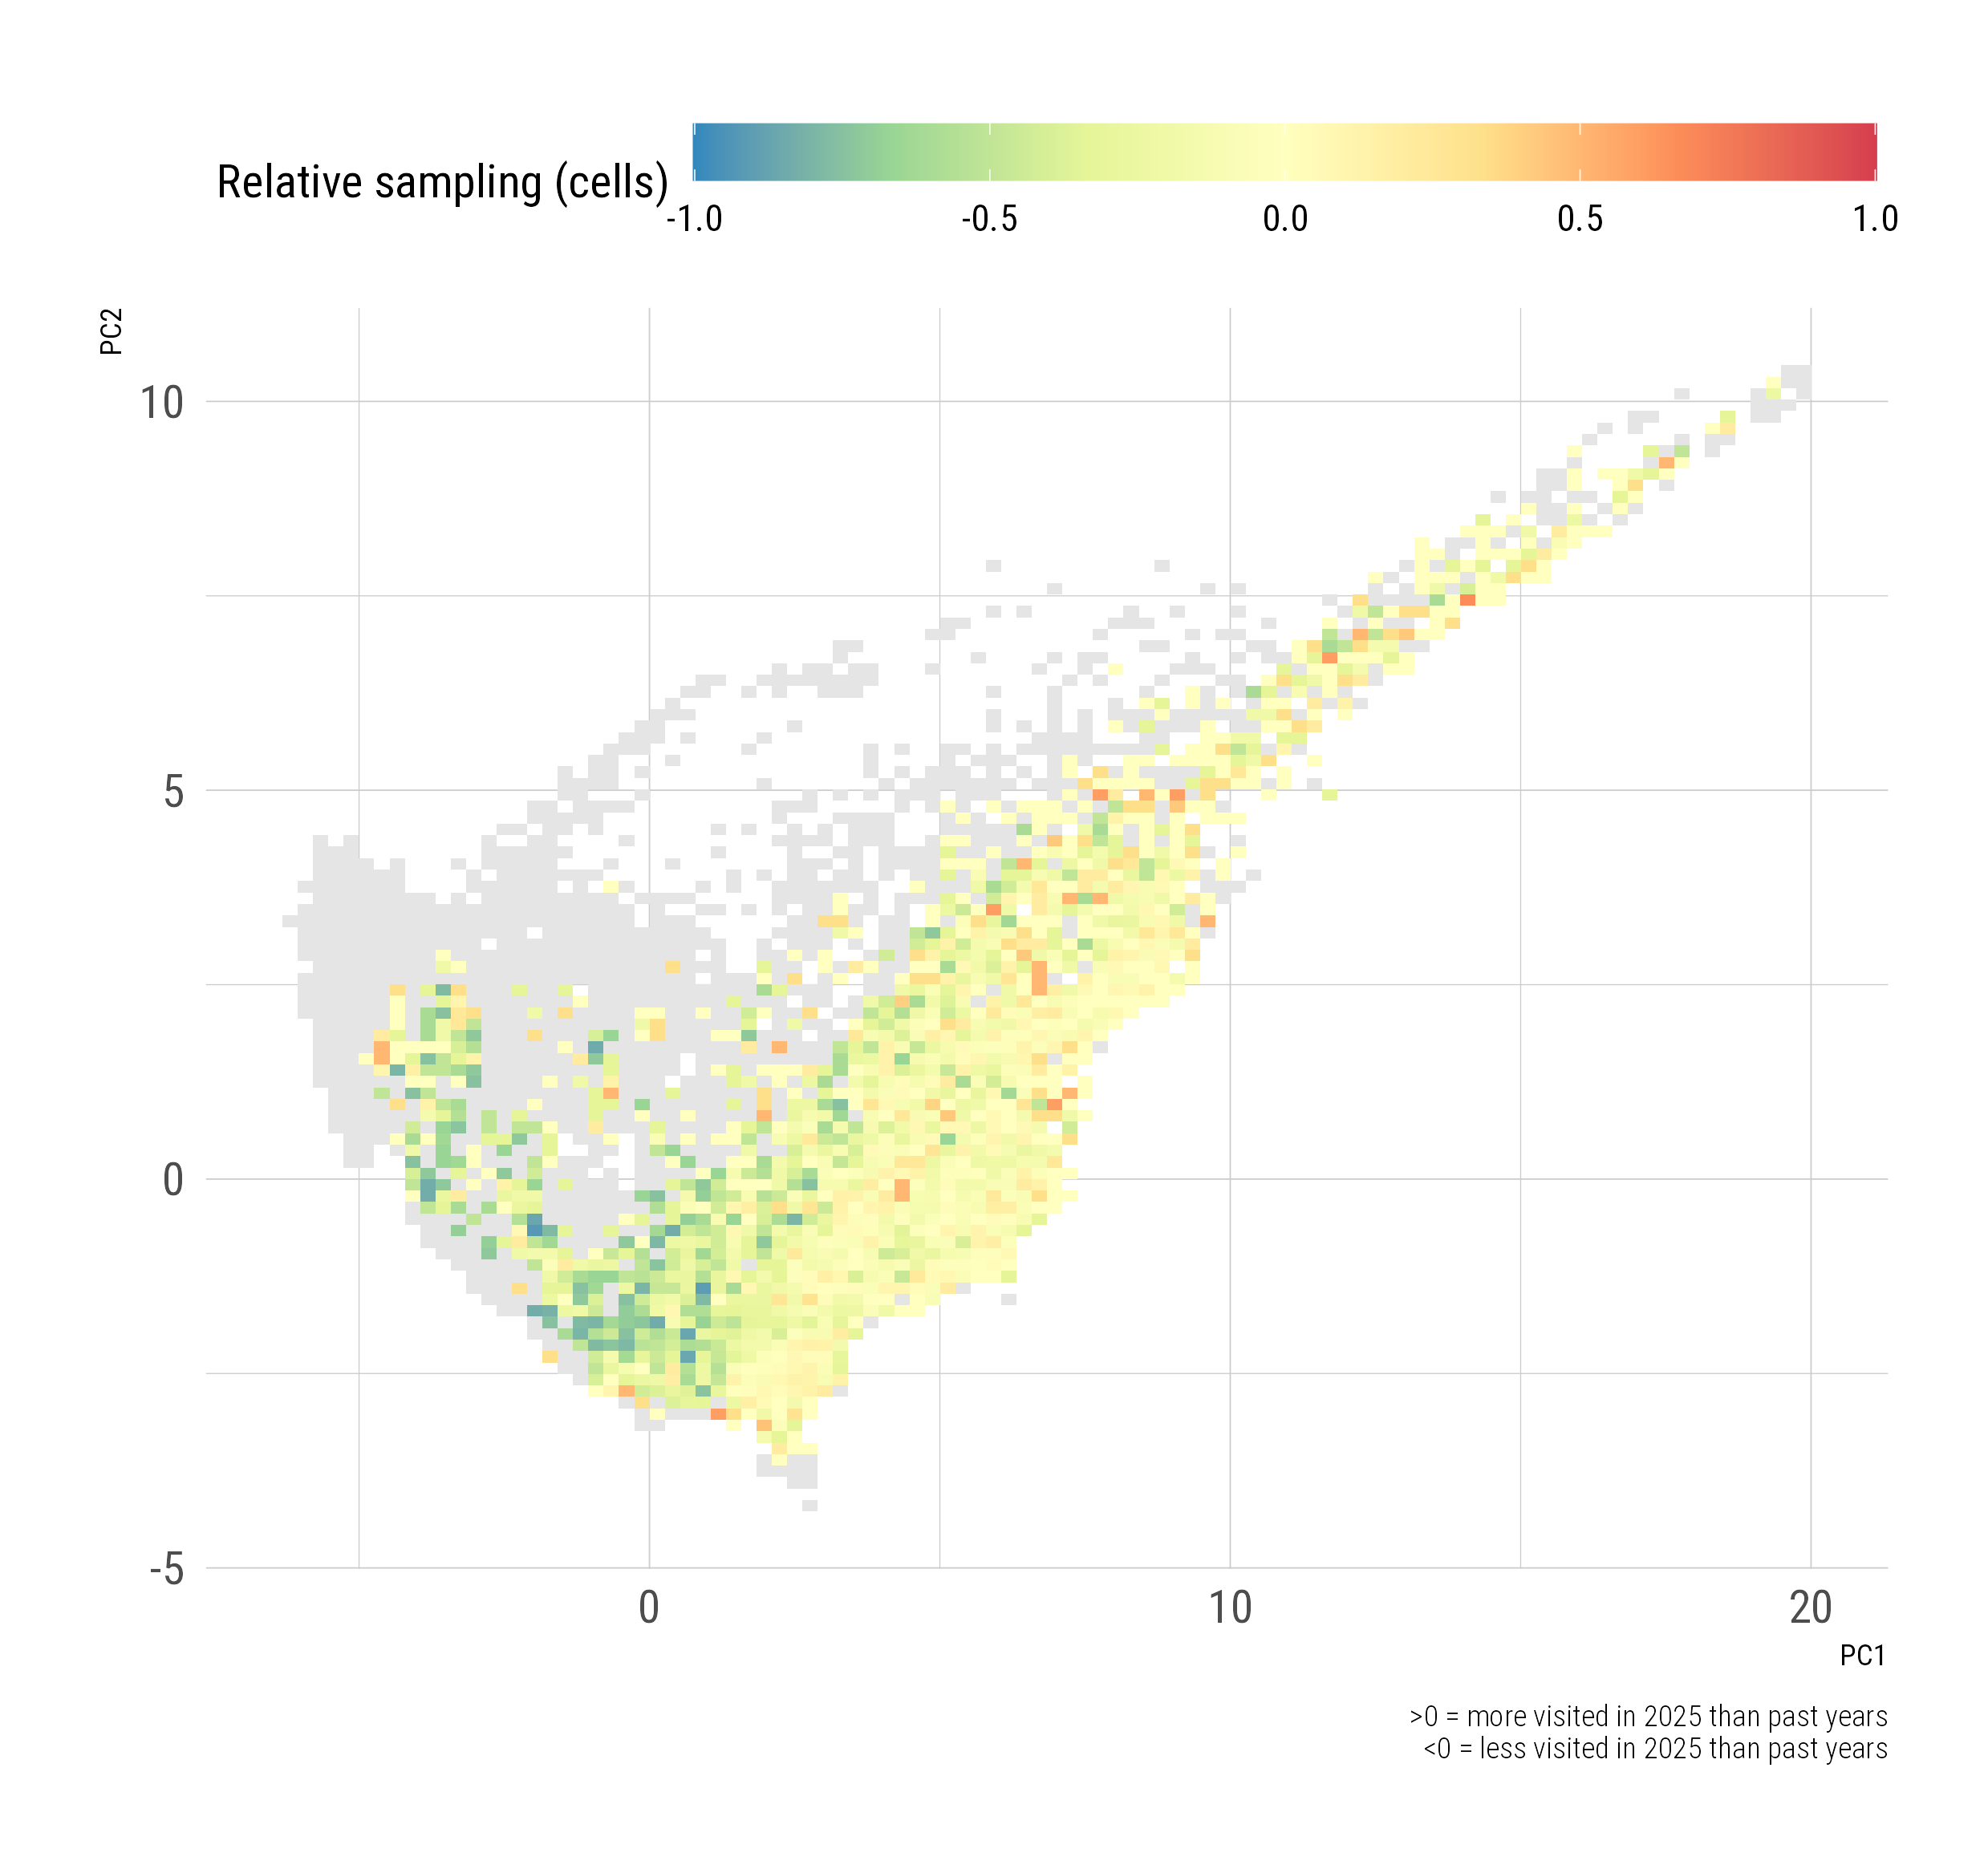 Relative sampling (cells)
-1.0 -0.5 0.0 0.5 1.0
PC2
10
5
0
-5
0 10 20
PC1
>0 = more visited in 2025 than past years
<0 = less visited in 2025 than past years